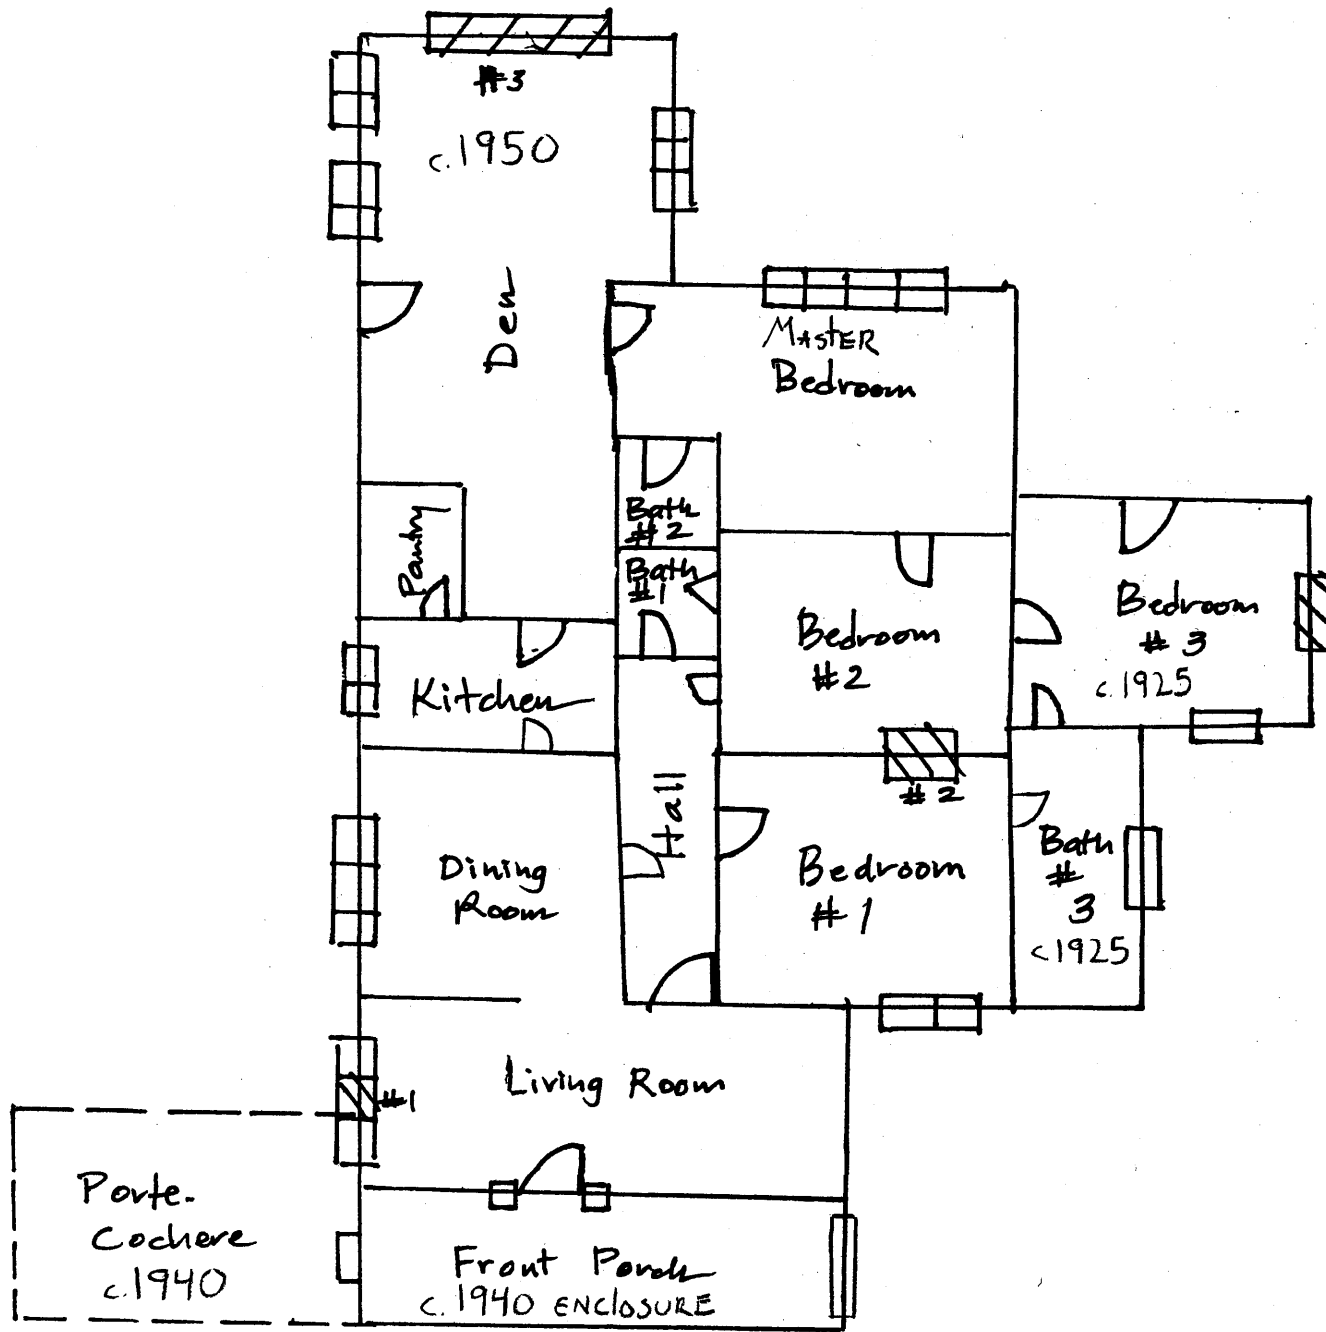 #3
c.1950
Den
Master
Bedroom
Pantry
Bath
#2
Bath
#1
Bedroom
#2
Bedroom
#3
c.1925
Kitchen
Hall
#2
Dining
Room
Bedroom
#1
Bath
#
3
c1925
Living Room
#1
Porte-
Cochere
c.1940
Front Porch
c.1940 ENClOSURE